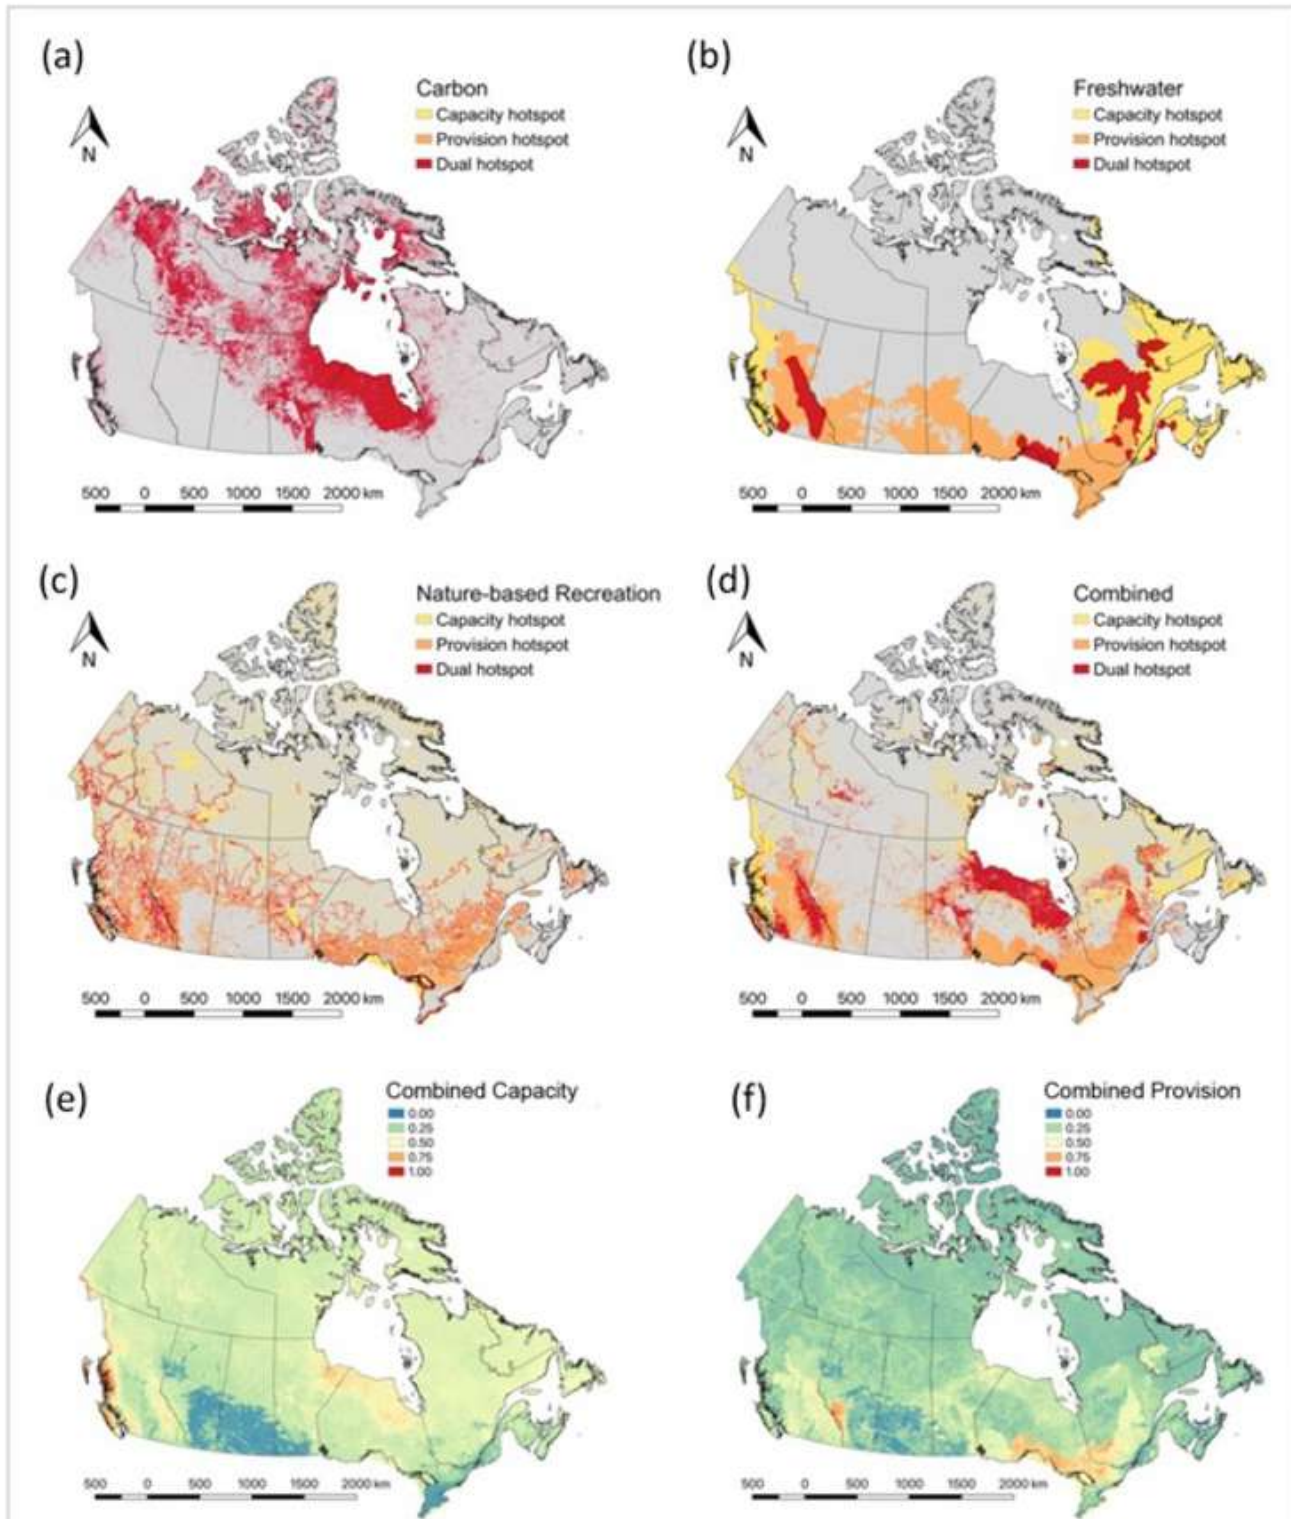 (a)
Carbon
Capacity hotspot
Provision hotspot
Dual hotspot
N
500 0 500 1000 1500 2000 km
(b)
Freshwater
Capacity hotspot
Provision hotspot
Dual hotspot
N
500 0 500 1000 1500 2000 km
(c)
Nature-based Recreation
Capacity hotspot
Provision hotspot
Dual hotspot
N
500 0 500 1000 1500 2000 km
(d)
Combined
Capacity hotspot
Provision hotspot
Dual hotspot
N
500 0 500 1000 1500 2000 km
(e)
Combined Capacity
0.00
0.25
0.50
0.75
1.00
500 0 500 1000 1500 2000 km
(f)
Combined Provision
0.00
0.25
0.50
0.75
1.00
500 0 500 1000 1500 2000 km